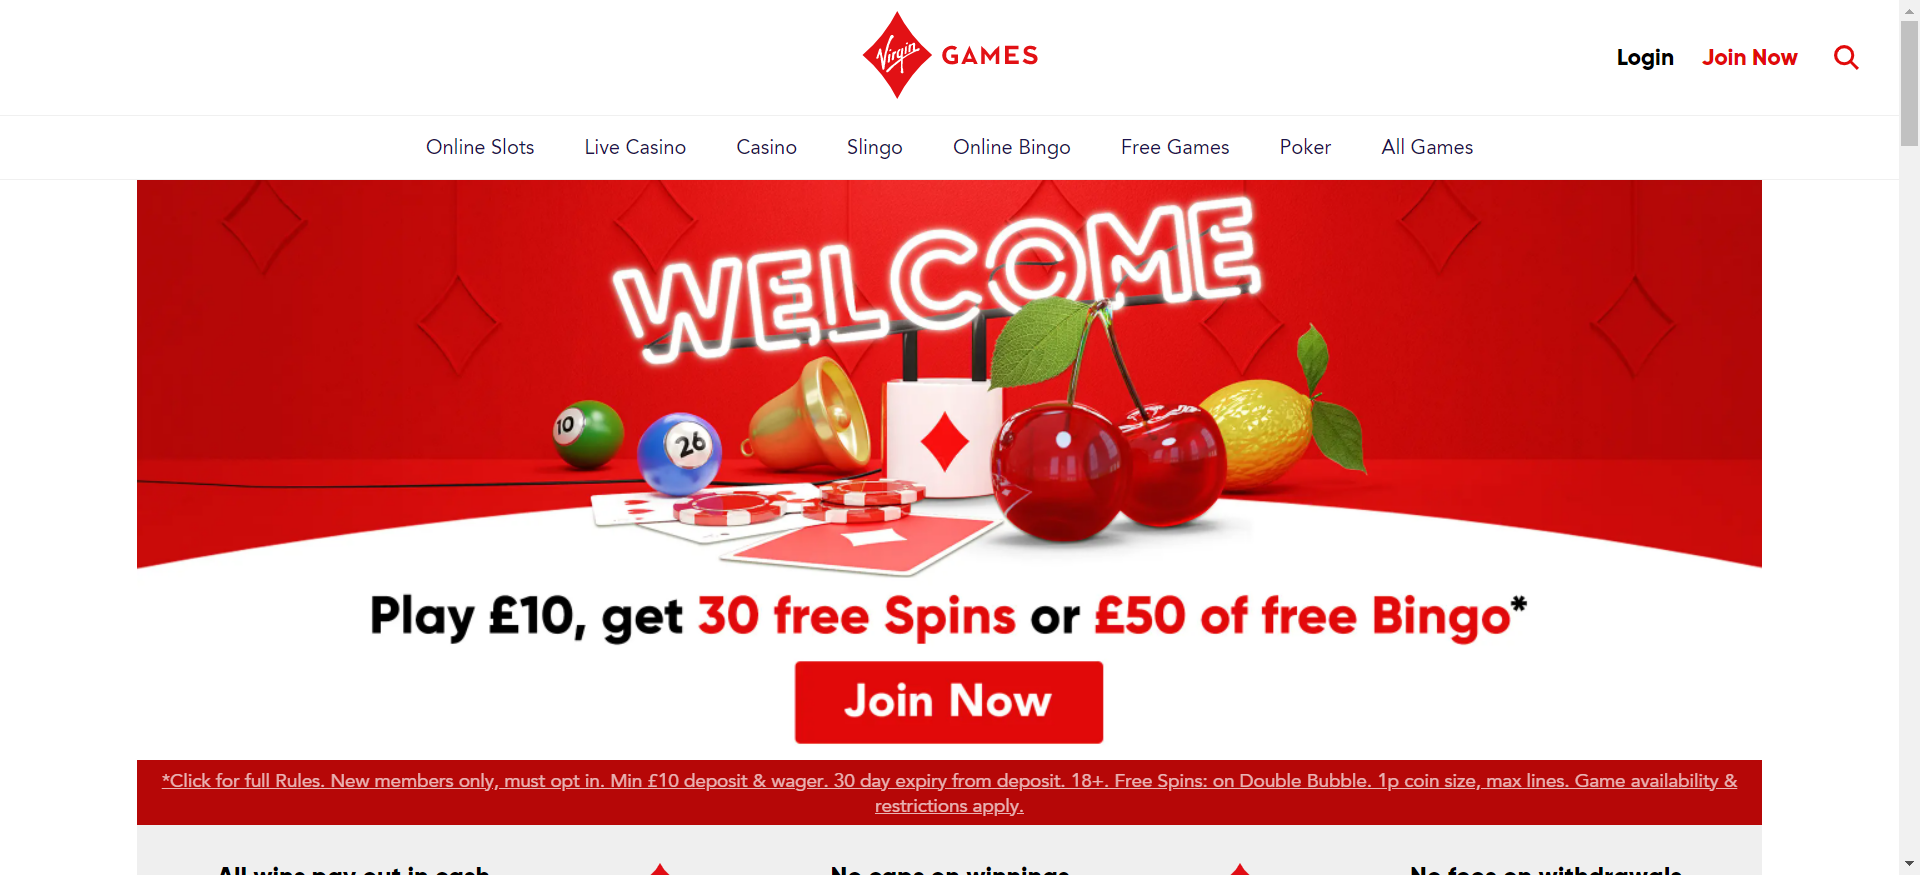 Virgin GAMES
Login Join Now
Online Slots Live Casino Casino Slingo Online Bingo Free Games Poker All Games
WELCOME
10
26
Play £10, get 30 free Spins or £50 of free Bingo*
Join Now
*Click for full Rules. New members only, must opt in. Min £10 deposit & wager. 30 day expiry from deposit. 18+. Free Spins: on Double Bubble. 1p coin size, max lines. Game availability &
restrictions apply.
All wins pay out in cash No caps on winnings No fees on withdrawals